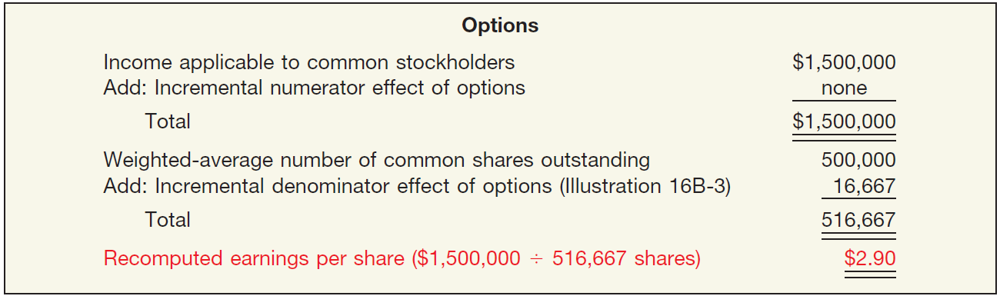 Options
Income applicable to common stockholders $1,500,000
Add: Incremental numerator effect of options none
Total $1,500,000
Weighted-average number of common shares outstanding 500,000
Add: Incremental denominator effect of options (Illustration 16B-3) 16,667
Total 516,667
Recomputed earnings per share ($1,500,000 ÷ 516,667 shares) $2.90